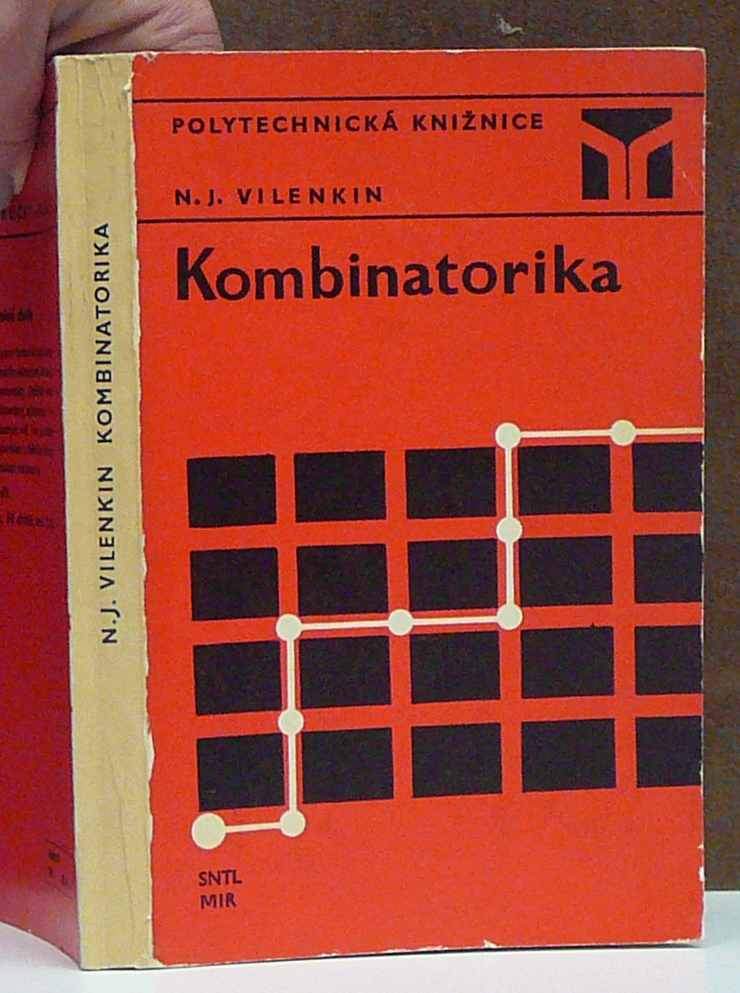 POLYTECHNICKÁ KNIŽNICE
N. J. VILENKIN
Kombinatorika
SNTL
MIR
N. J. VILENKIN KOMBINATORIKA